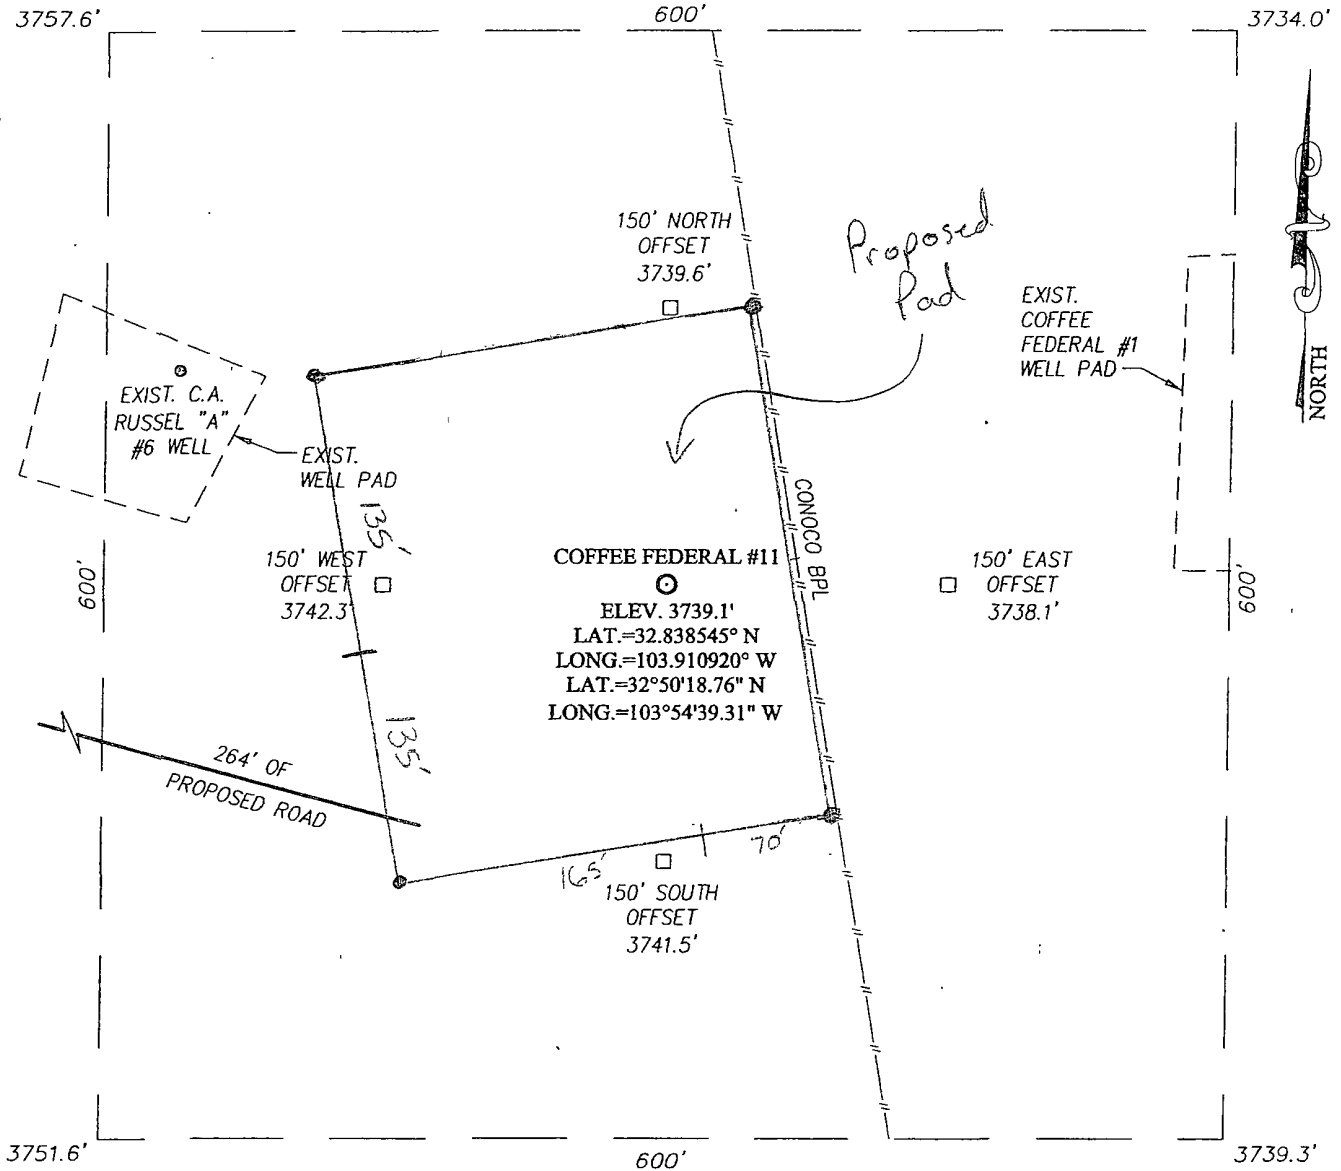 3757.6'
600'
3734.0'
150' NORTH
OFFSET
3739.6'
Proposed
Pad
EXIST.
COFFEE
FEDERAL #1
WELL PAD
NORTH
EXIST. C.A.
RUSSEL "A"
#6 WELL
EXIST.
WELL PAD
135'
CONOCO BPL
150' WEST
OFFSET
3742.3'
COFFEE FEDERAL #11
ELEV. 3739.1'
LAT.=32.838545° N
LONG.=103.910920° W
LAT.=32°50'18.76" N
LONG.=103°54'39.31" W
150' EAST
OFFSET
3738.1'
600'
600'
135'
264' OF
PROPOSED ROAD
165'
70'
150' SOUTH
OFFSET
3741.5'
3751.6'
600'
3739.3'